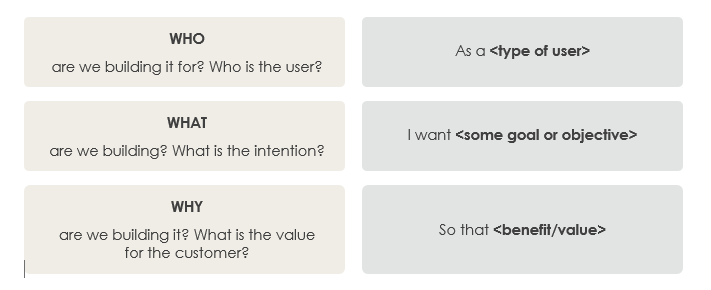 WHO
are we building it for? Who is the user?
As a <type of user>
WHAT
are we building? What is the intention?
I want <some goal or objective>
WHY
are we building it? What is the value
for the customer?
So that <benefit/value>